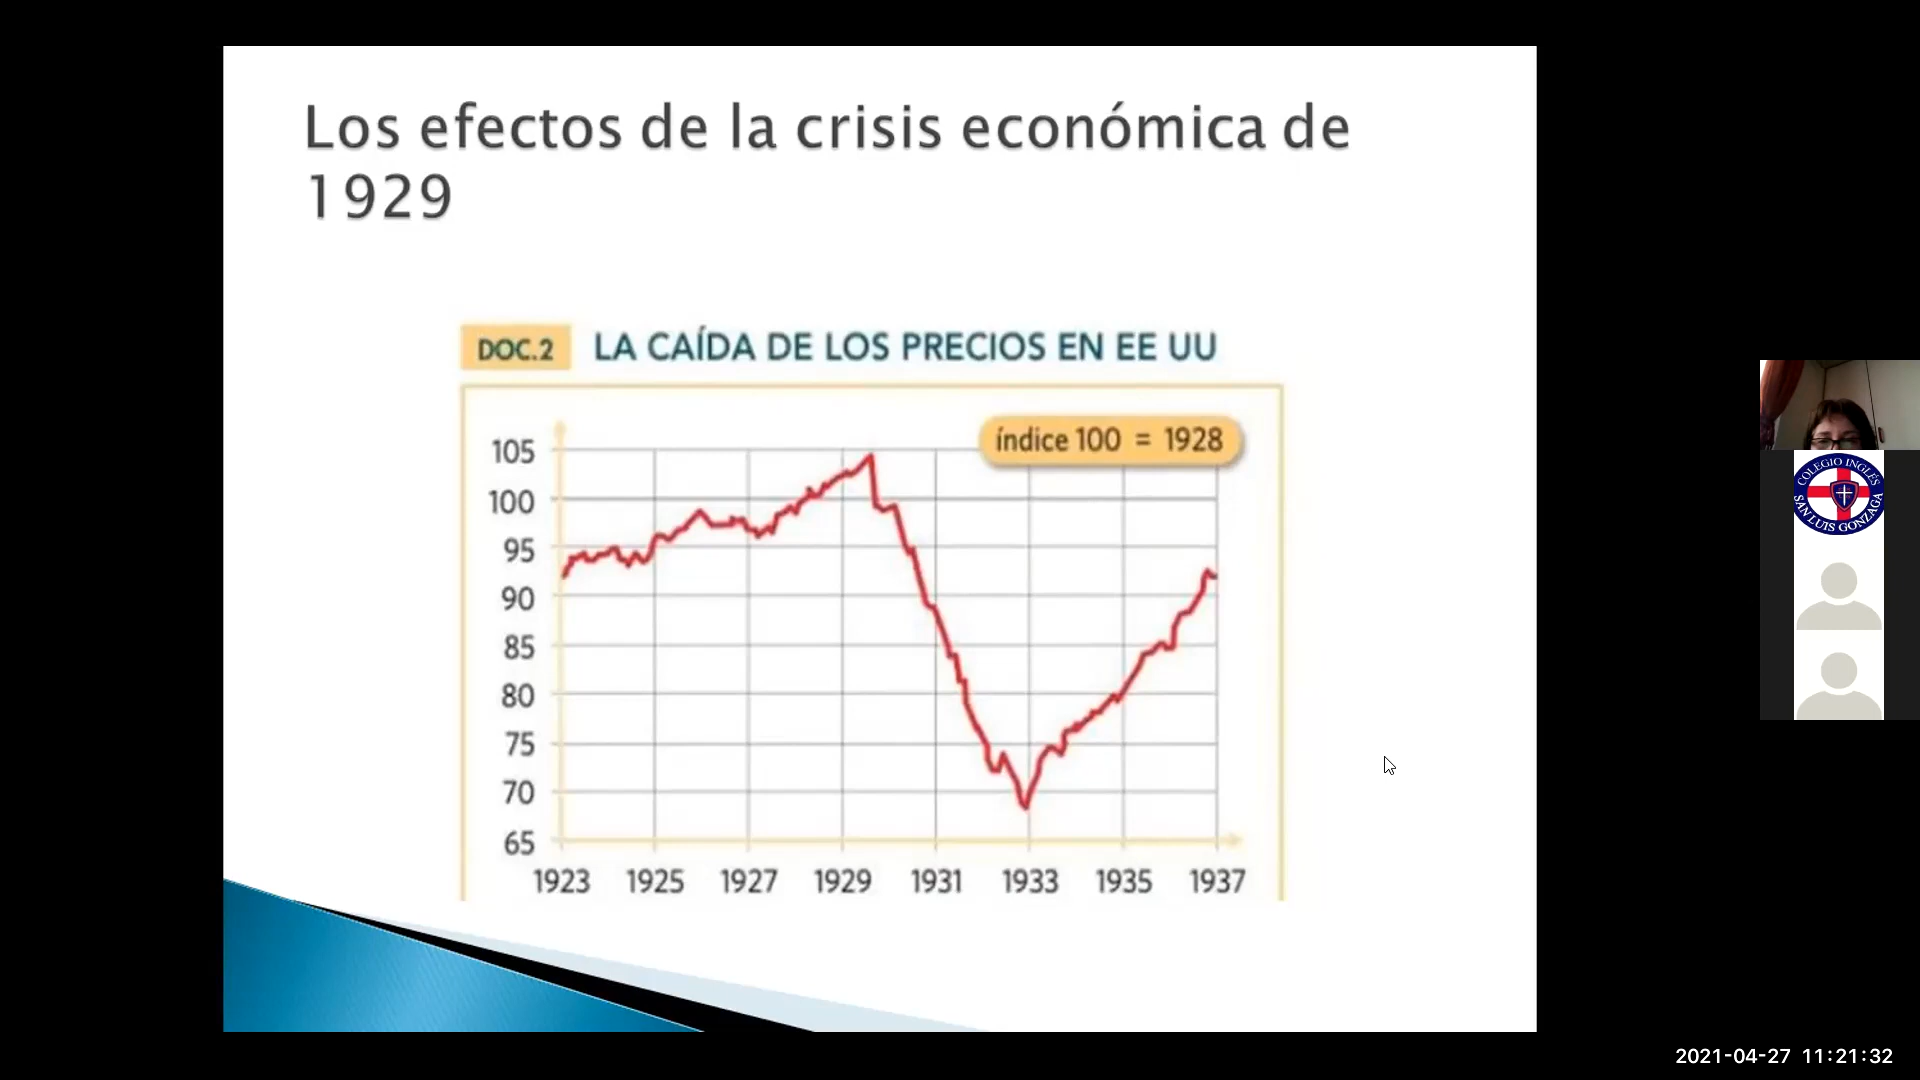 Los efectos de la crisis económica de
1929
DOC.2 LA CAÍDA DE LOS PRECIOS EN EE UU
índice 100 = 1928
105
100
95
90
85
80
75
70
65
1923 1925 1927 1929 1931 1933 1935 1937
COLEGIO INGLÉS
SAN LUIS GONZAGA
2021-04-27 11:21:32